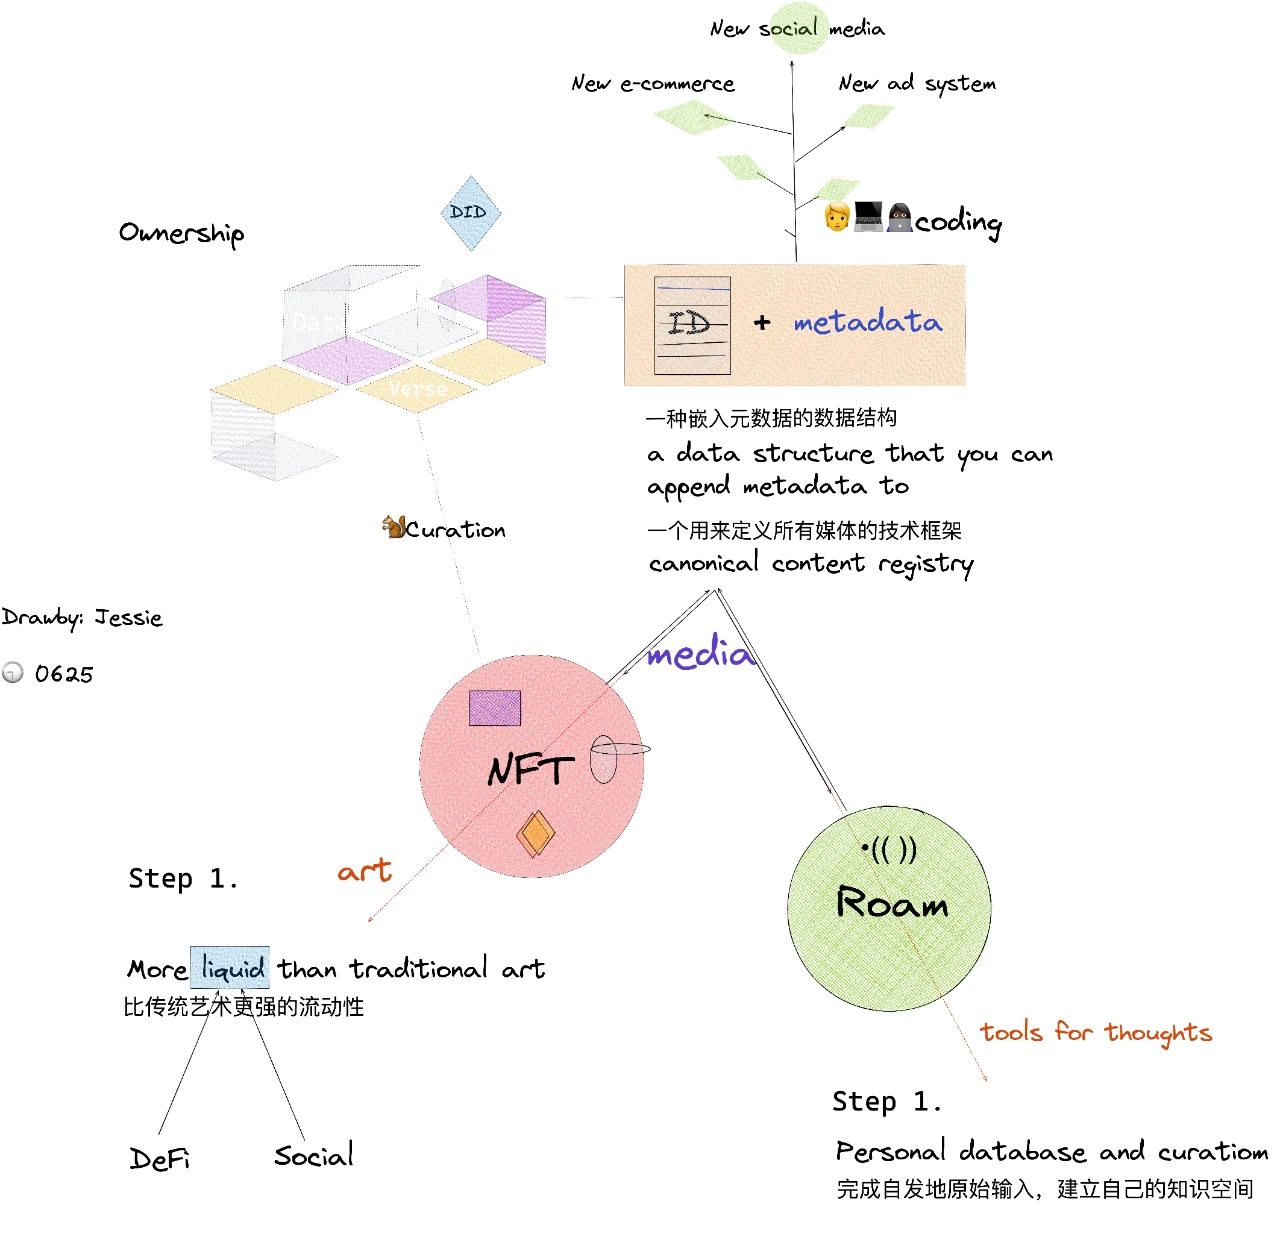 New social media
New e-commerce
New ad system
DID
Ownership
coding
Dat
ID + metadata
Verse
一种嵌入元数据的数据结构
a data structure that you can
append metadata to
一个用来定义所有媒体的技术框架
canonical content registry
Curation
Drawby: Jessie
0625
media
NFT
•(( ))
Roam
art
Step 1.
More liquid than traditional art
比传统艺术更强的流动性
DeFi
Social
tools for thoughts
Step 1.
Personal database and curatiom
完成自发地原始输入，建立自己的知识空间